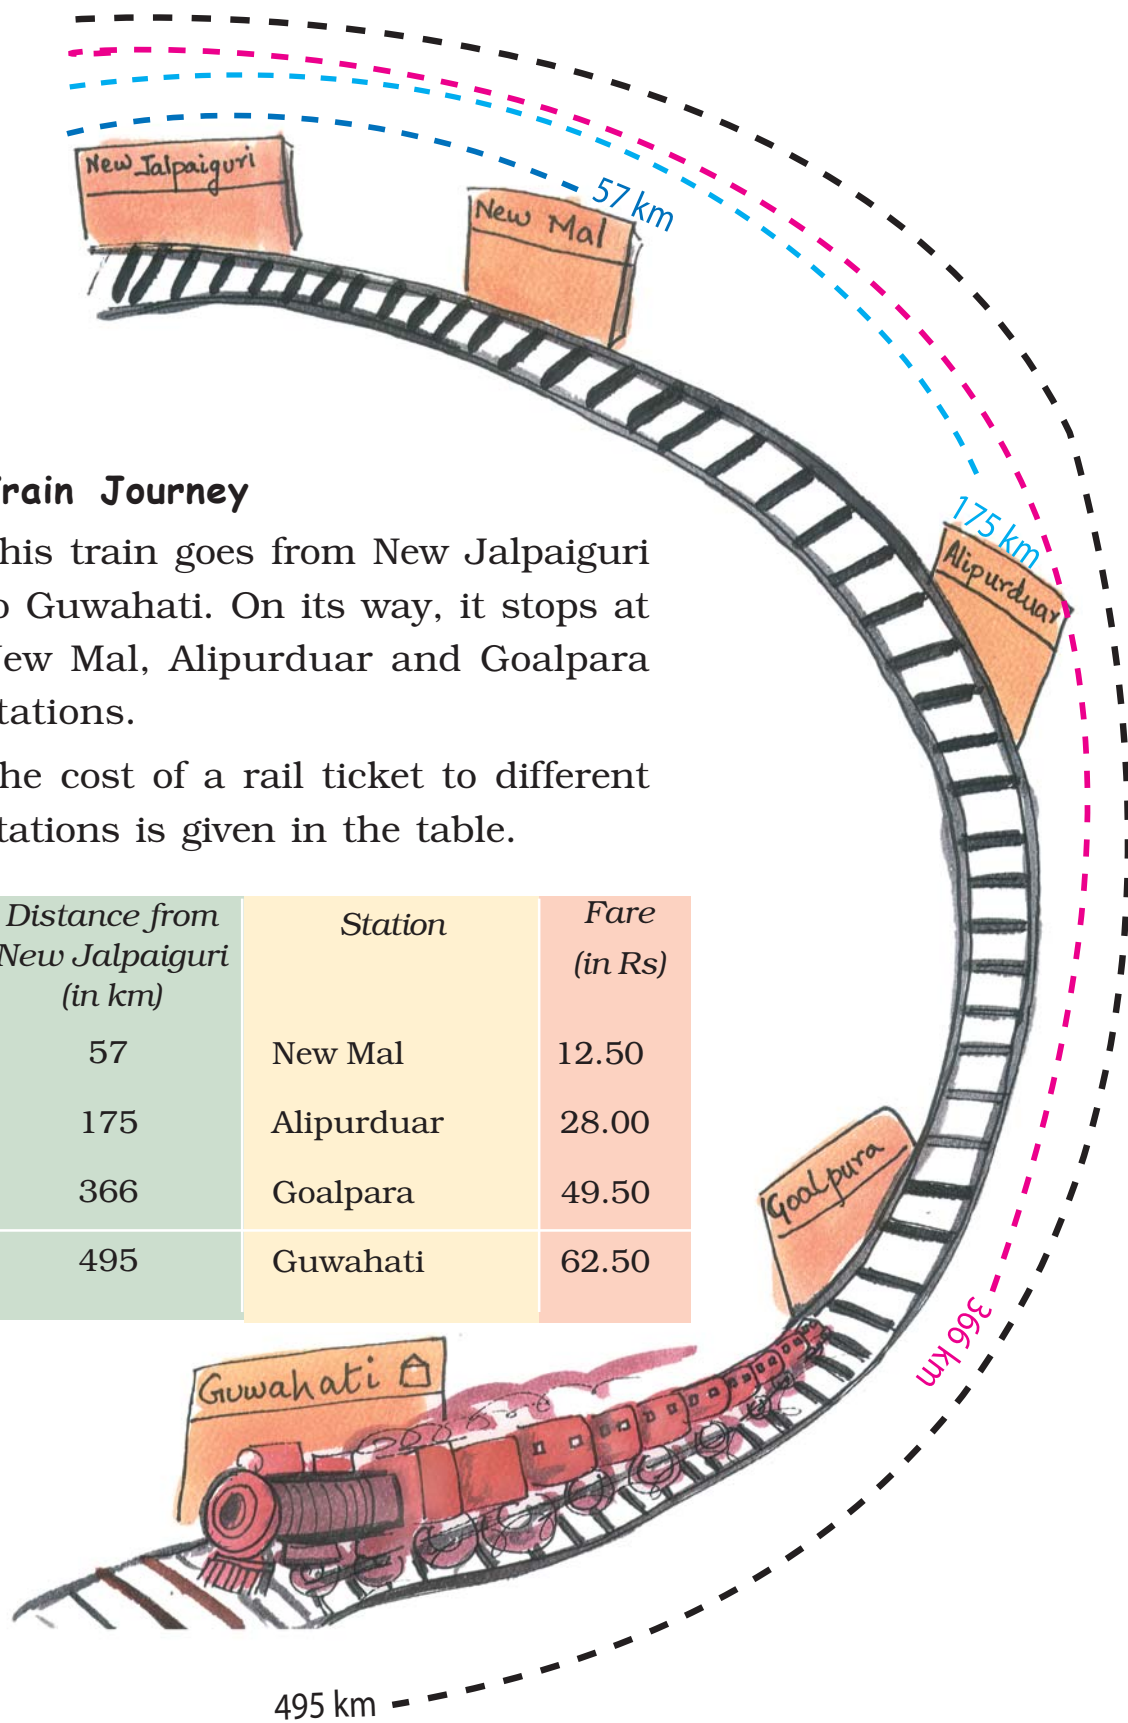 New Jalpaiguri
57 km
New Mal
rain Journey
his train goes from New Jalpaiguri
o Guwahati. On its way, it stops at
ew Mal, Alipurduar and Goalpara
tations.
he cost of a rail ticket to different
tations is given in the table.
175 km
Alipurduar
Distance from
New Jalpaiguri
(in km)
Station
Fare
(in Rs)
57 New Mal 12.50
175 Alipurduar 28.00
366 Goalpara 49.50
495 Guwahati 62.50
Goalpura
366 km
Guwahati
495 km